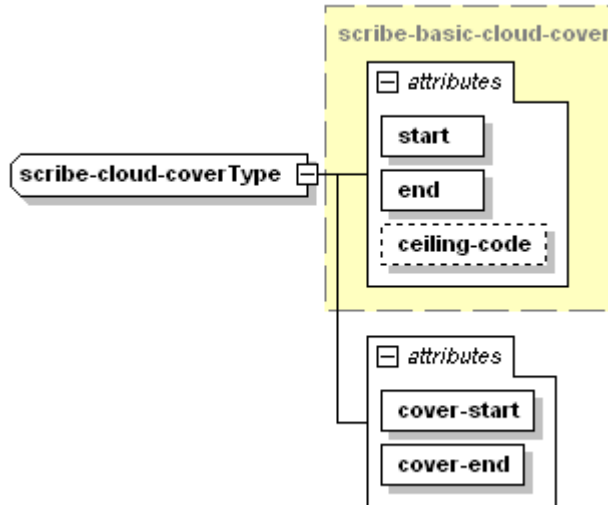 scribe-basic-cloud-cover
attributes
start
scribe-cloud-coverType
end
ceiling-code
attributes
cover-start
cover-end